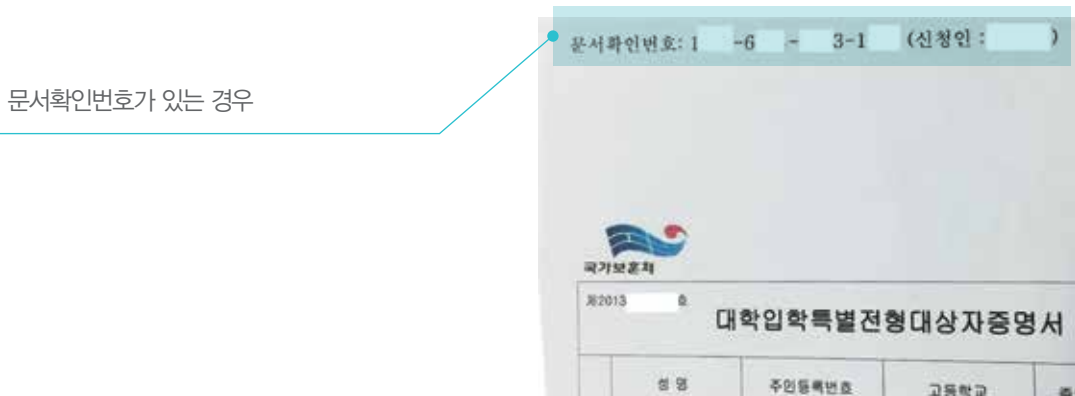 문서확인번호: 1 -6 - 3-1 (신청인 : )
문서확인번호가 있는 경우
국가보훈처
제2013 호
대학입학특별전형대상자증명서
성 명 주민등록번호 고등학교